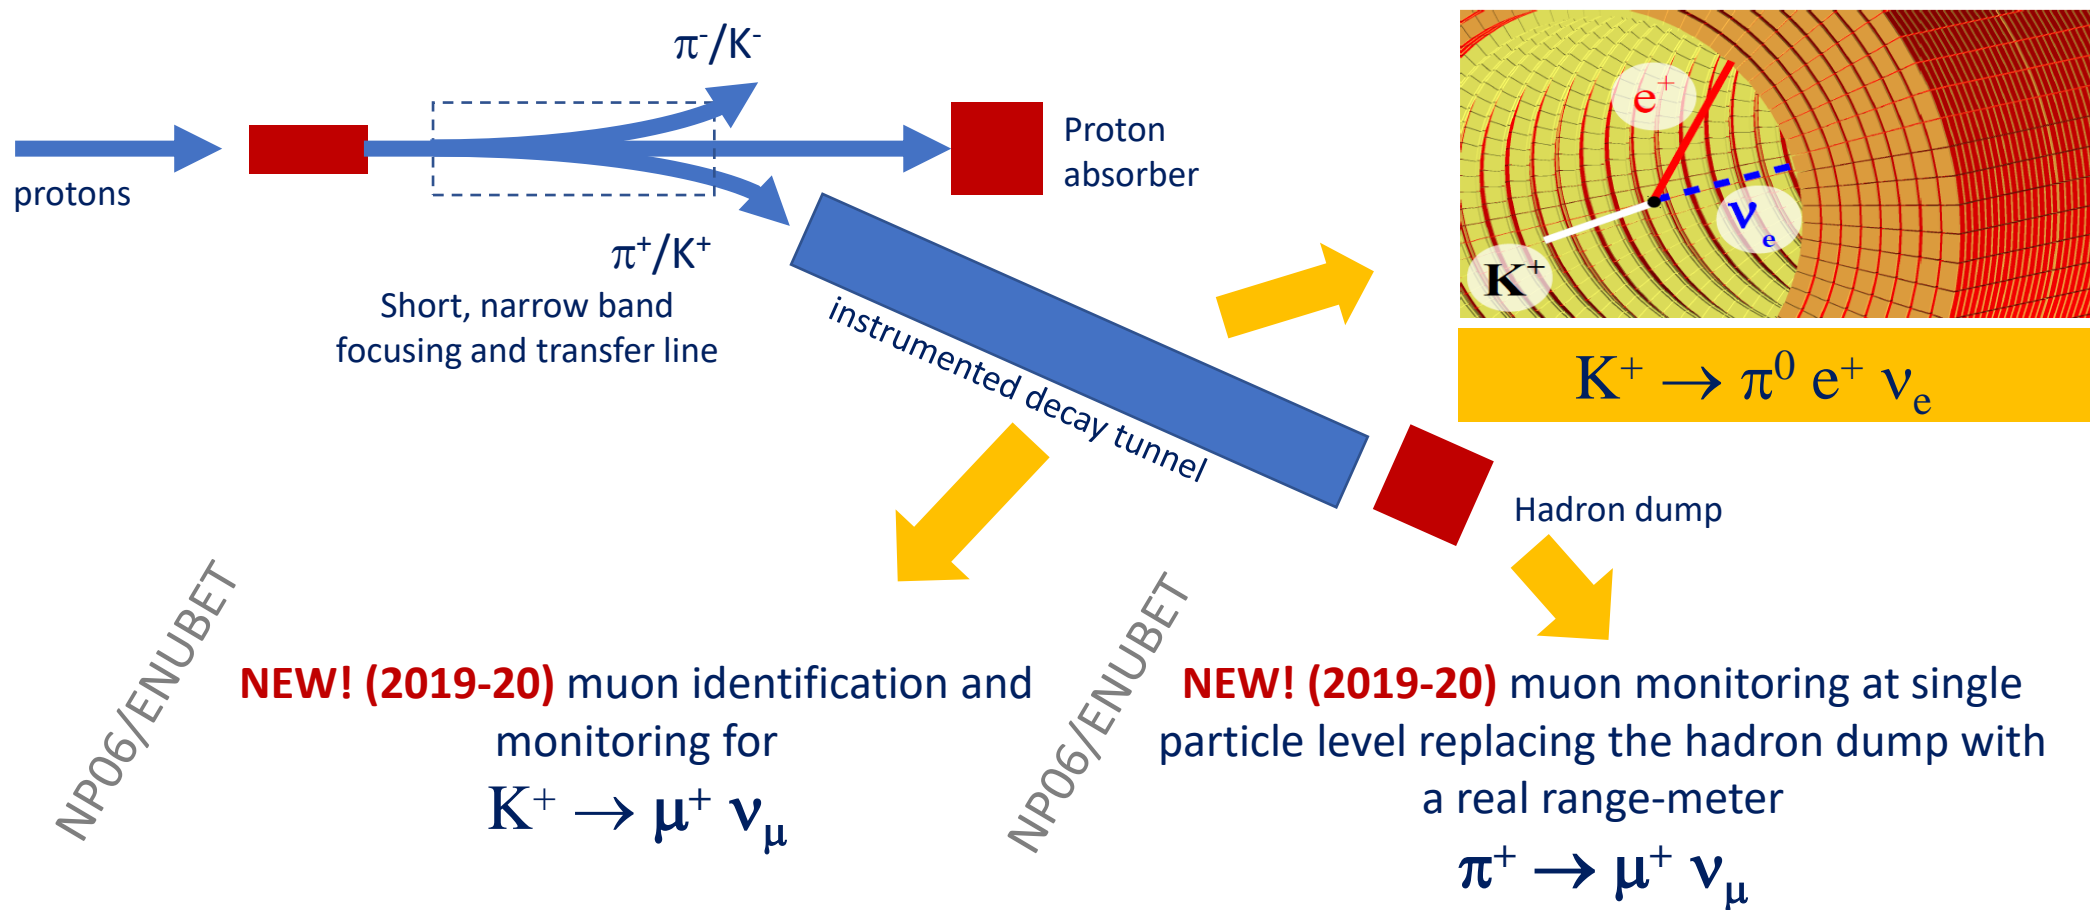 π⁻/K⁻
protons
Proton
absorber
π⁺/K⁺
Short, narrow band
focusing and transfer line
instrumented decay tunnel
e⁺
νₑ
K⁺
K⁺ → π⁰ e⁺ νₑ
Hadron dump
NP06/ENUBET
NEW! (2019-20) muon identification and
monitoring for
K⁺ → μ⁺ ν_μ
NP06/ENUBET
NEW! (2019-20) muon monitoring at single
particle level replacing the hadron dump with
a real range-meter
π⁺ → μ⁺ ν_μ